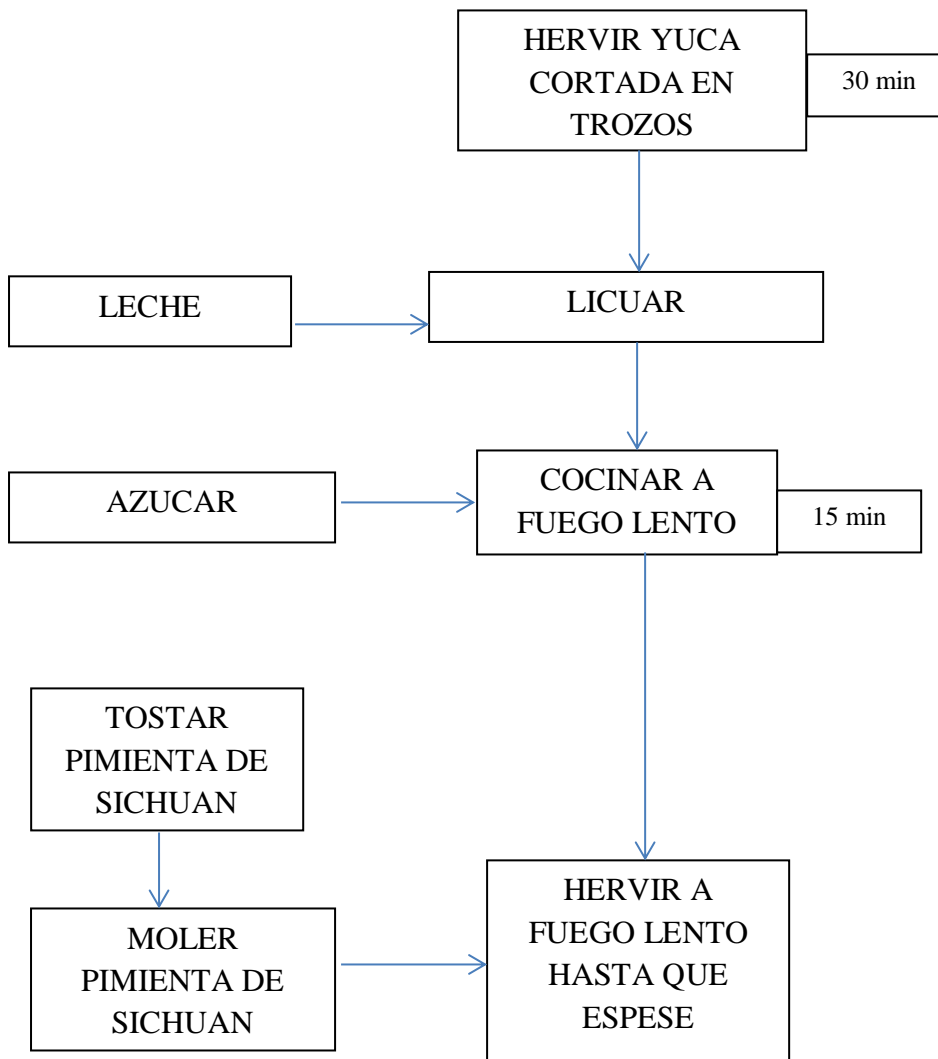 HERVIR YUCA
CORTADA EN
TROZOS
30 min
LECHE
LICUAR
AZUCAR
COCINAR A
FUEGO LENTO
15 min
TOSTAR
PIMIENTA DE
SICHUAN
MOLER
PIMIENTA DE
SICHUAN
HERVIR A
FUEGO LENTO
HASTA QUE
ESPESE